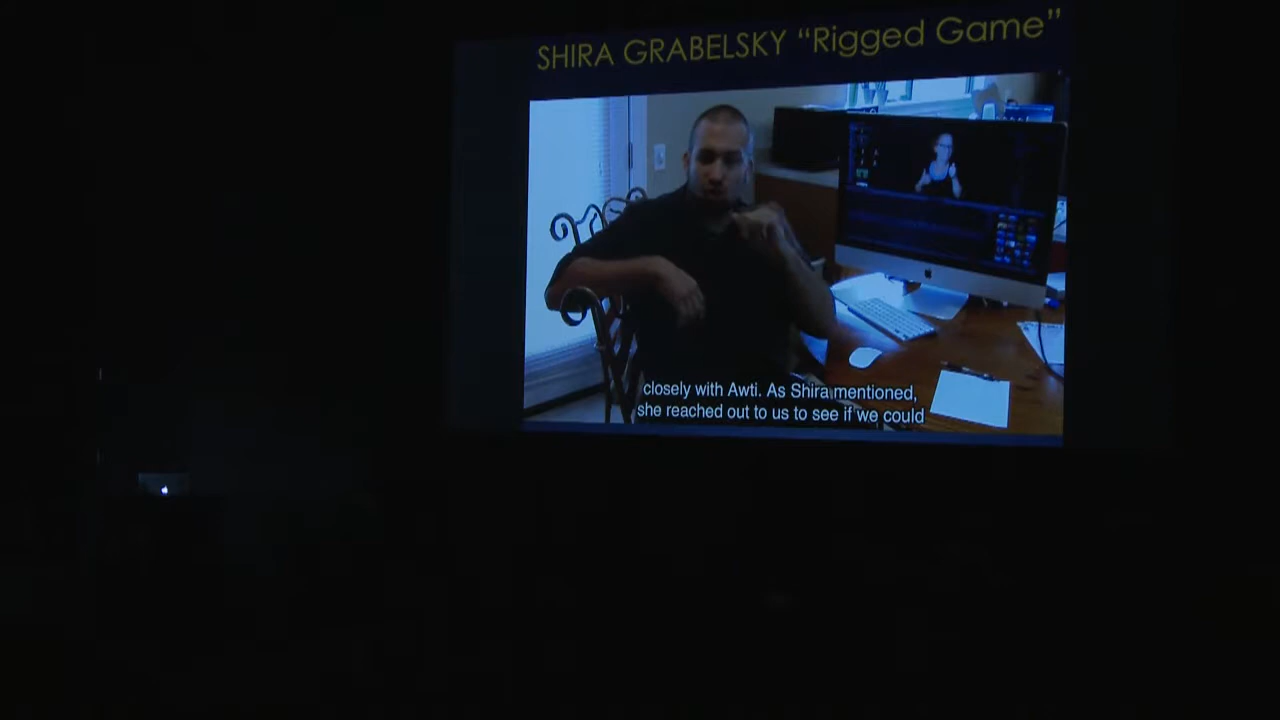 SHIRA GRABELSKY “Rigged Game”
closely with Awti. As Shira mentioned,
she reached out to us to see if we could